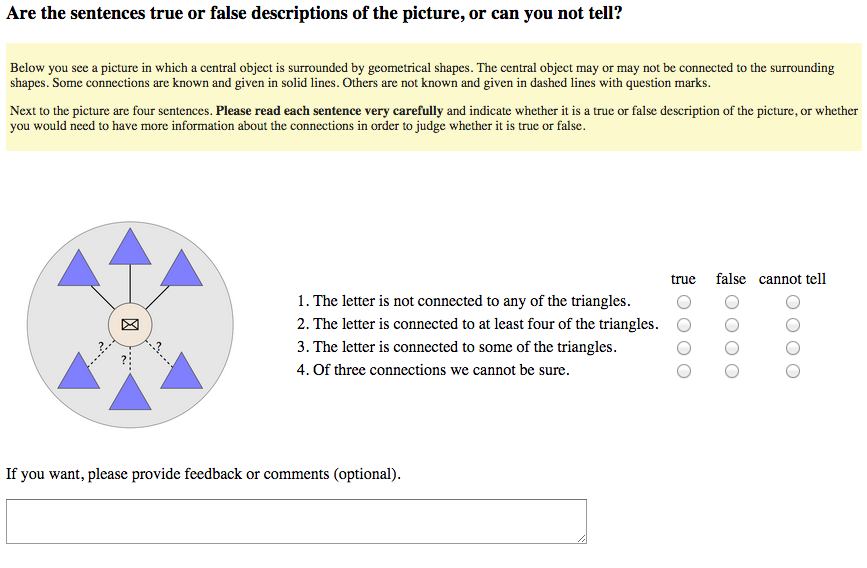 Are the sentences true or false descriptions of the picture, or can you not tell?
Below you see a picture in which a central object is surrounded by geometrical shapes. The central object may or may not be connected to the surrounding
shapes. Some connections are known and given in solid lines. Others are not known and given in dashed lines with question marks.
Next to the picture are four sentences. Please read each sentence very carefully and indicate whether it is a true or false description of the picture, or whether
you would need to have more information about the connections in order to judge whether it is true or false.
true false cannot tell
1. The letter is not connected to any of the triangles.
2. The letter is connected to at least four of the triangles.
3. The letter is connected to some of the triangles.
4. Of three connections we cannot be sure.
? ?
?
If you want, please provide feedback or comments (optional).